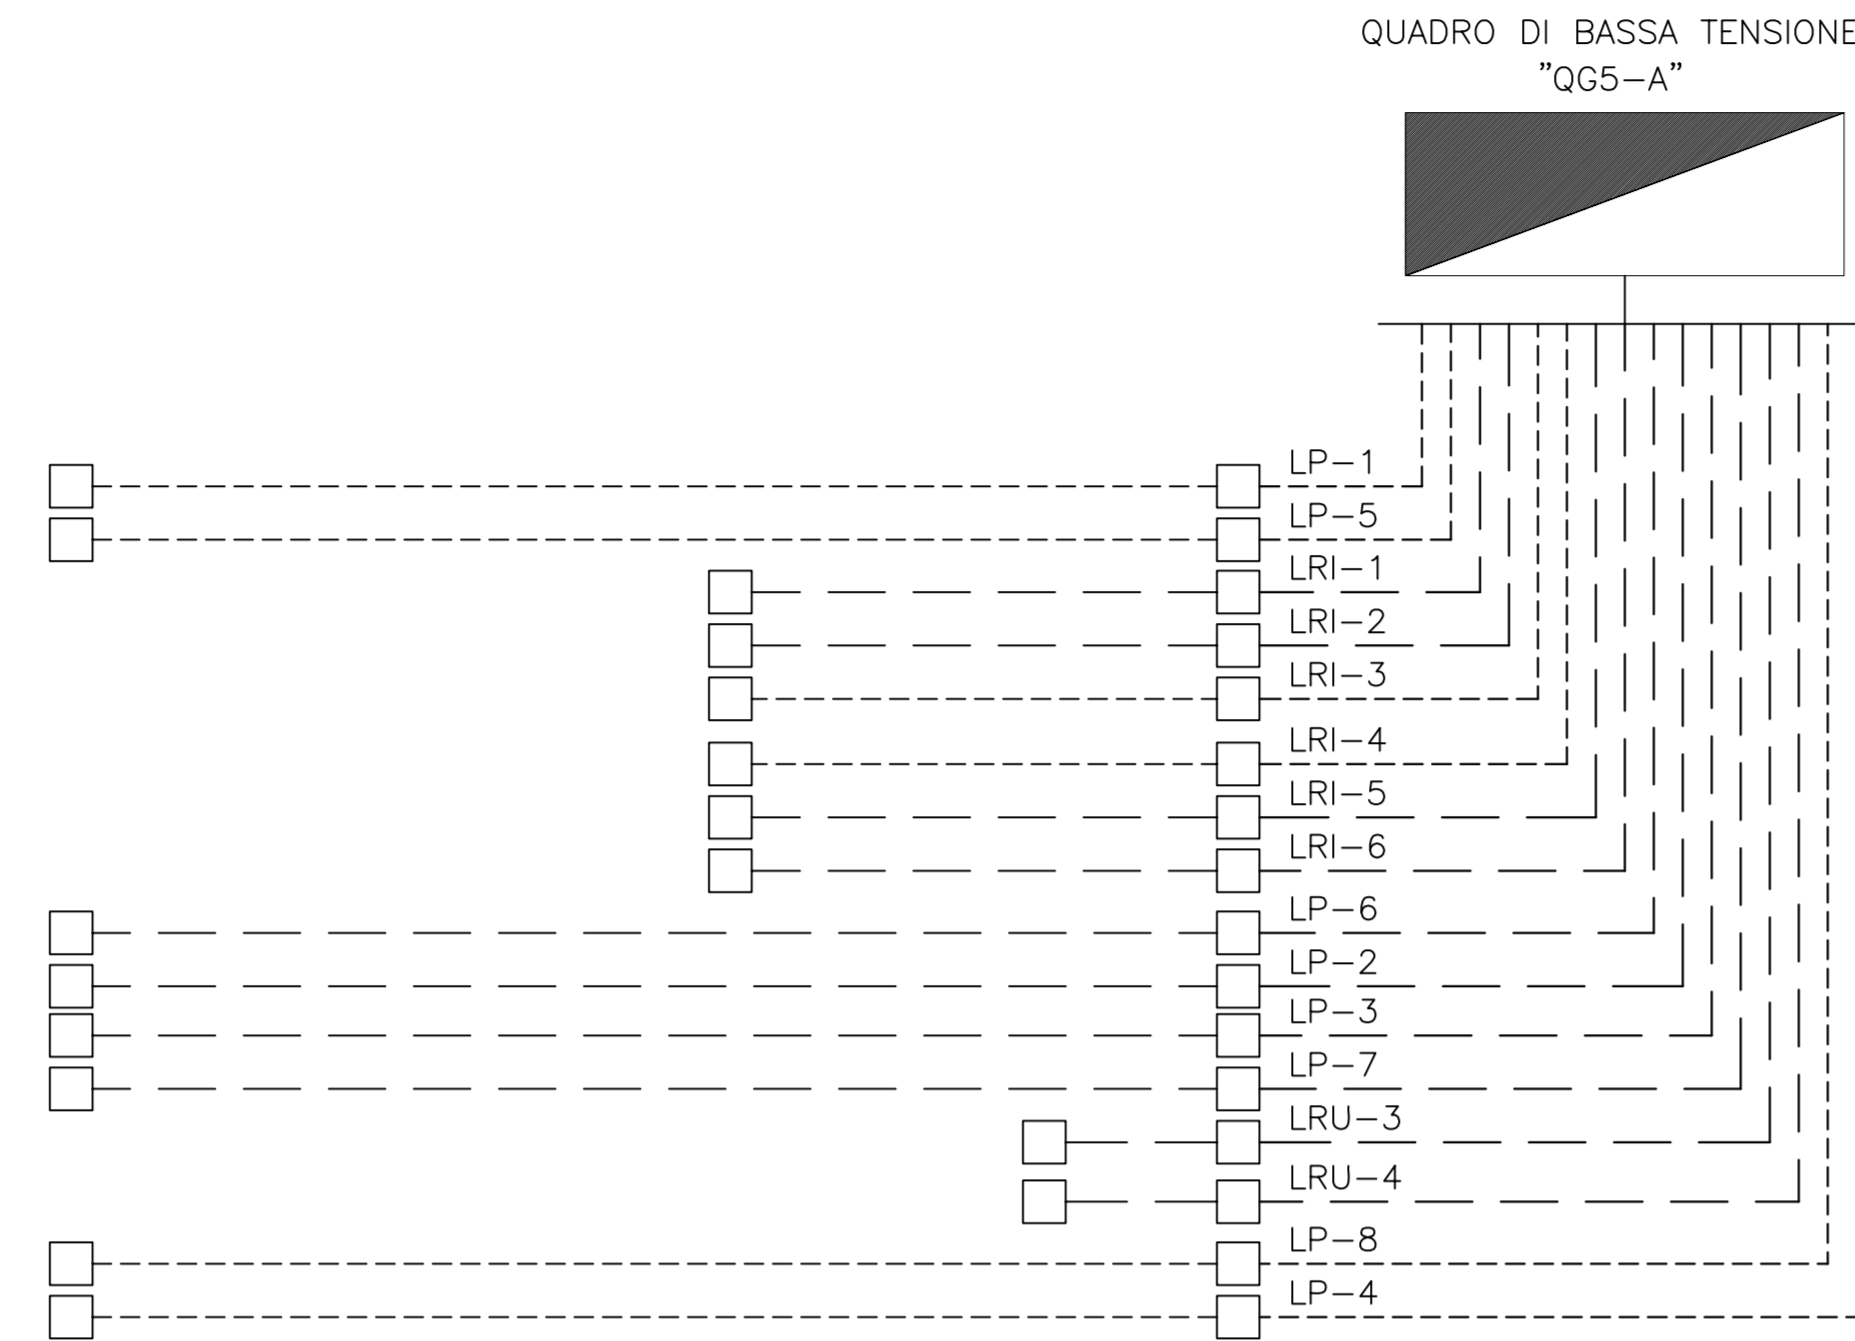 QUADRO DI BASSA TENSIONE
"QG5-A"
LP-1
LP-5
LRI-1
LRI-2
LRI-3
LRI-4
LRI-5
LRI-6
LP-6
LP-2
LP-3
LP-7
LRU-3
LRU-4
LP-8
LP-4